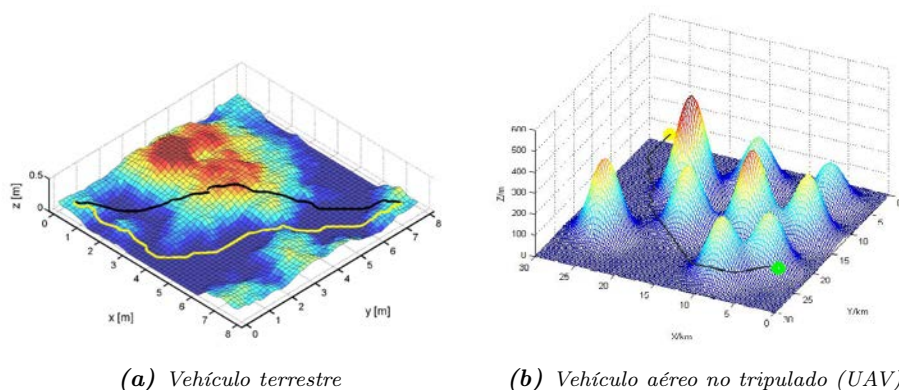 0.5
z [m]
0
0 1 2 3 4 5 6 7 8
x [m]
0 1 2 3 4 5 6 7 8
y [m]
600
500
400
300
200
100
0
Z/m
30 25 20 15 10 5 0
X/km
0 5 10 15 20 25 30
Y/km
(a) Vehículo terrestre
(b) Vehículo aéreo no tripulado (UAV)